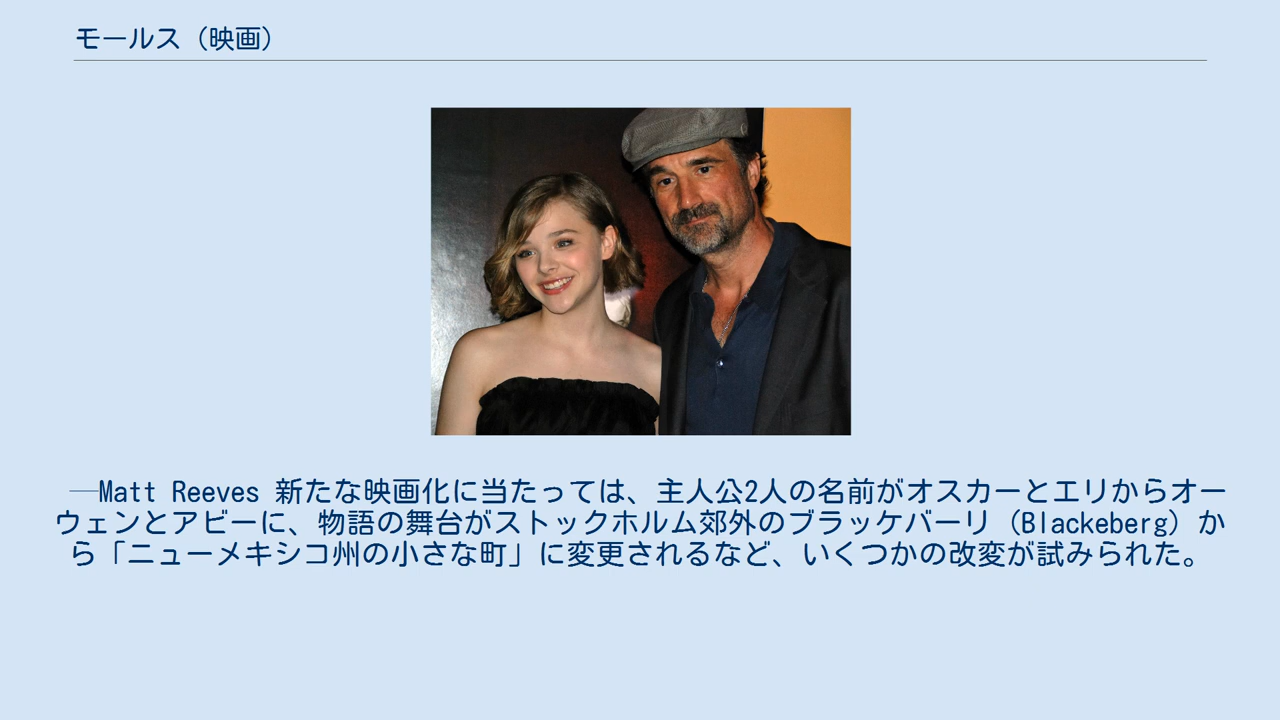 モールス（映画）
―Matt Reeves 新たな映画化に当たっては、主人公2人の名前がオスカーとエリからオー
ウェンとアビーに、物語の舞台がストックホルム郊外のブラッケバーリ（Blackeberg）か
ら「ニューメキシコ州の小さな町」に変更されるなど、いくつかの改変が試みられた。